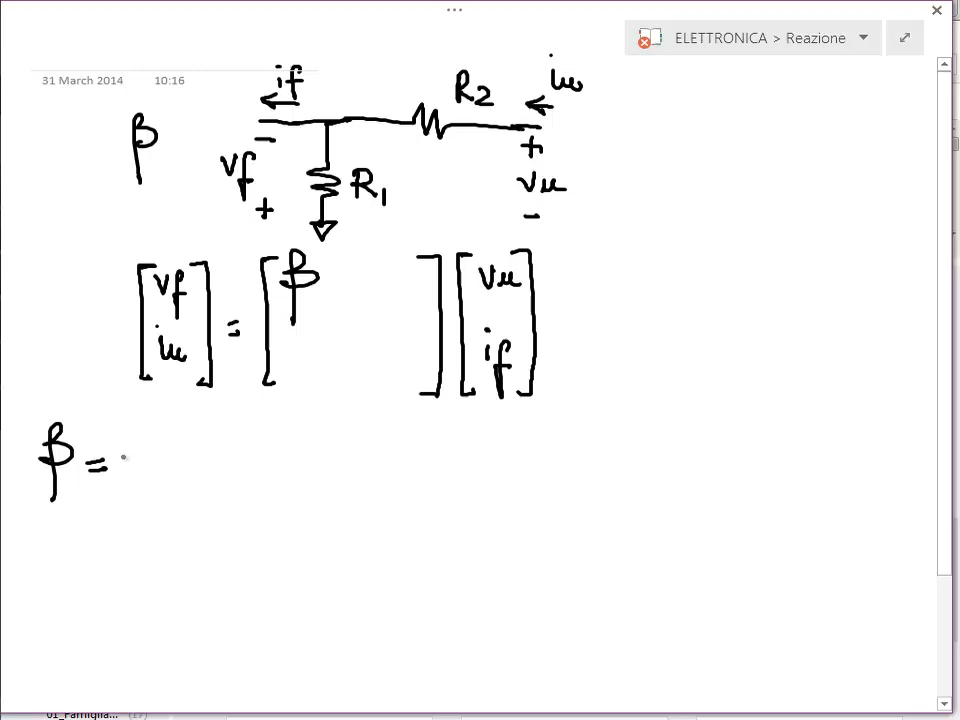 ELETTRONICA > Reazione
31 March 2014 10:16
if
R2
iu
β
vf
-
+
R1
+
vu
-
[vf iu] = [β ] [vu if]
β =